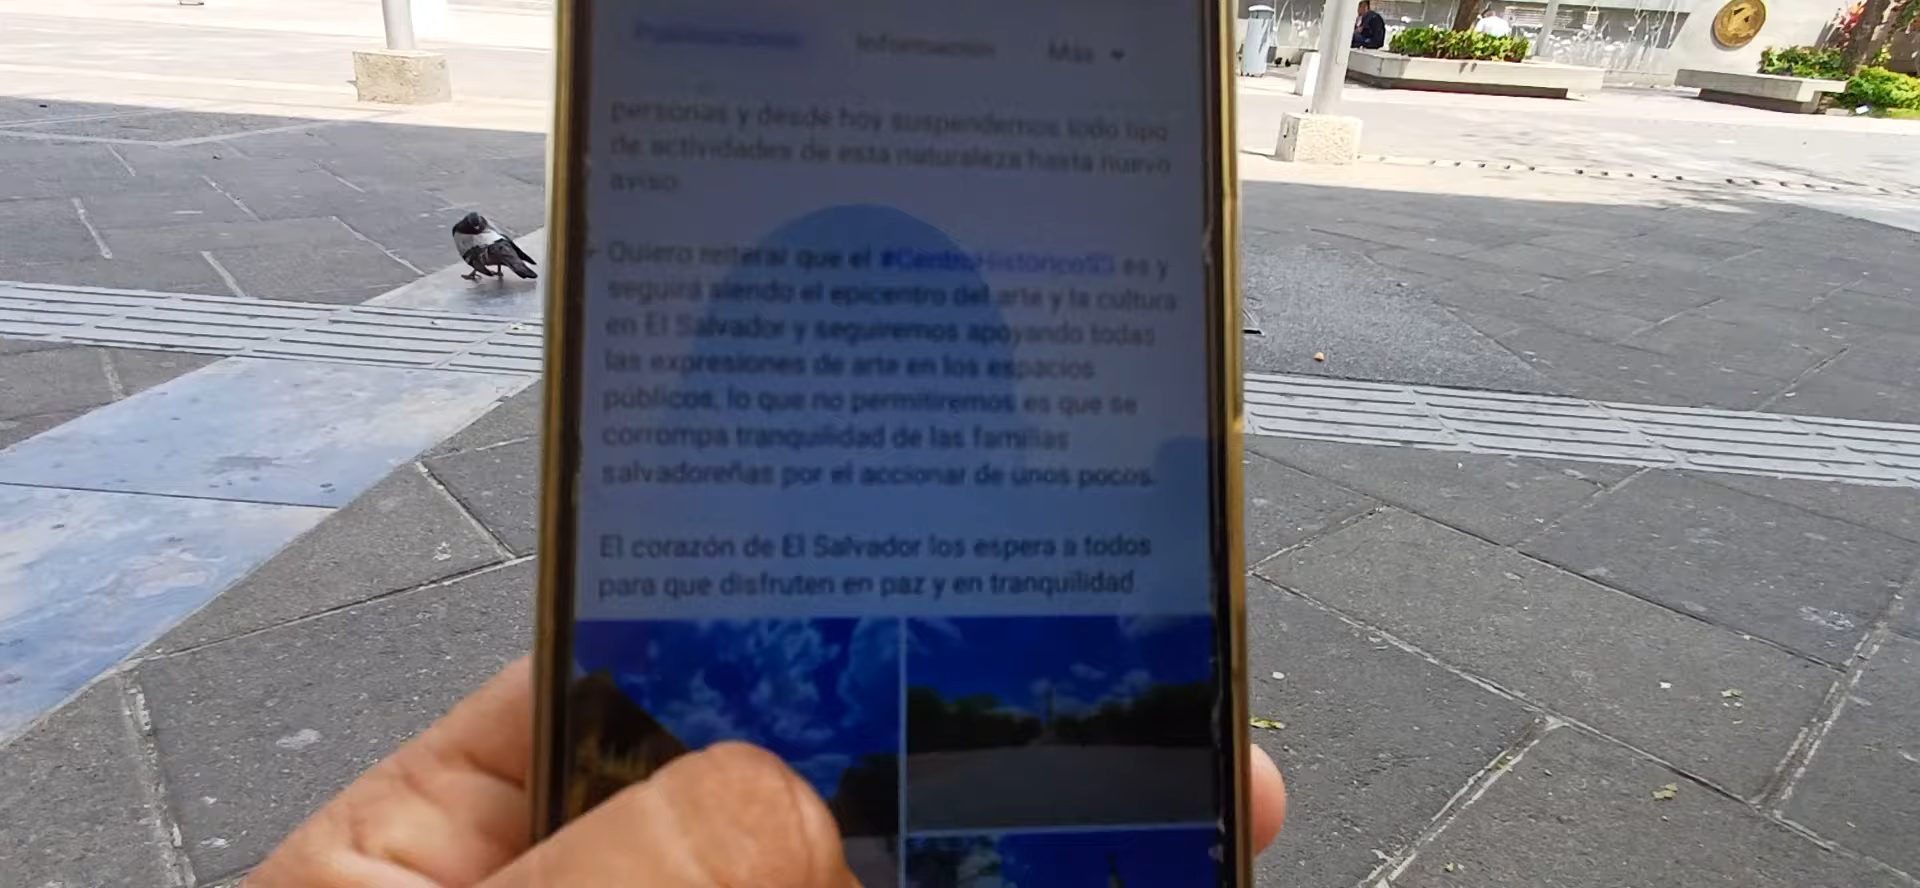 Publicaciones Información Más
personas y desde hoy suspendemos todo tipo
de actividades de esta naturaleza hasta nuevo
aviso.
Quiero reiterar que el #CentroHistoricoSS es y
seguirá siendo el epicentro del arte y la cultura
en El Salvador y seguiremos apoyando todas
las expresiones de arte en los espacios
públicos, lo que no permitiremos es que se
corrompa tranquilidad de las familias
salvadoreñas por el accionar de unos pocos.
El corazón de El Salvador los espera a todos
para que disfruten en paz y en tranquilidad.